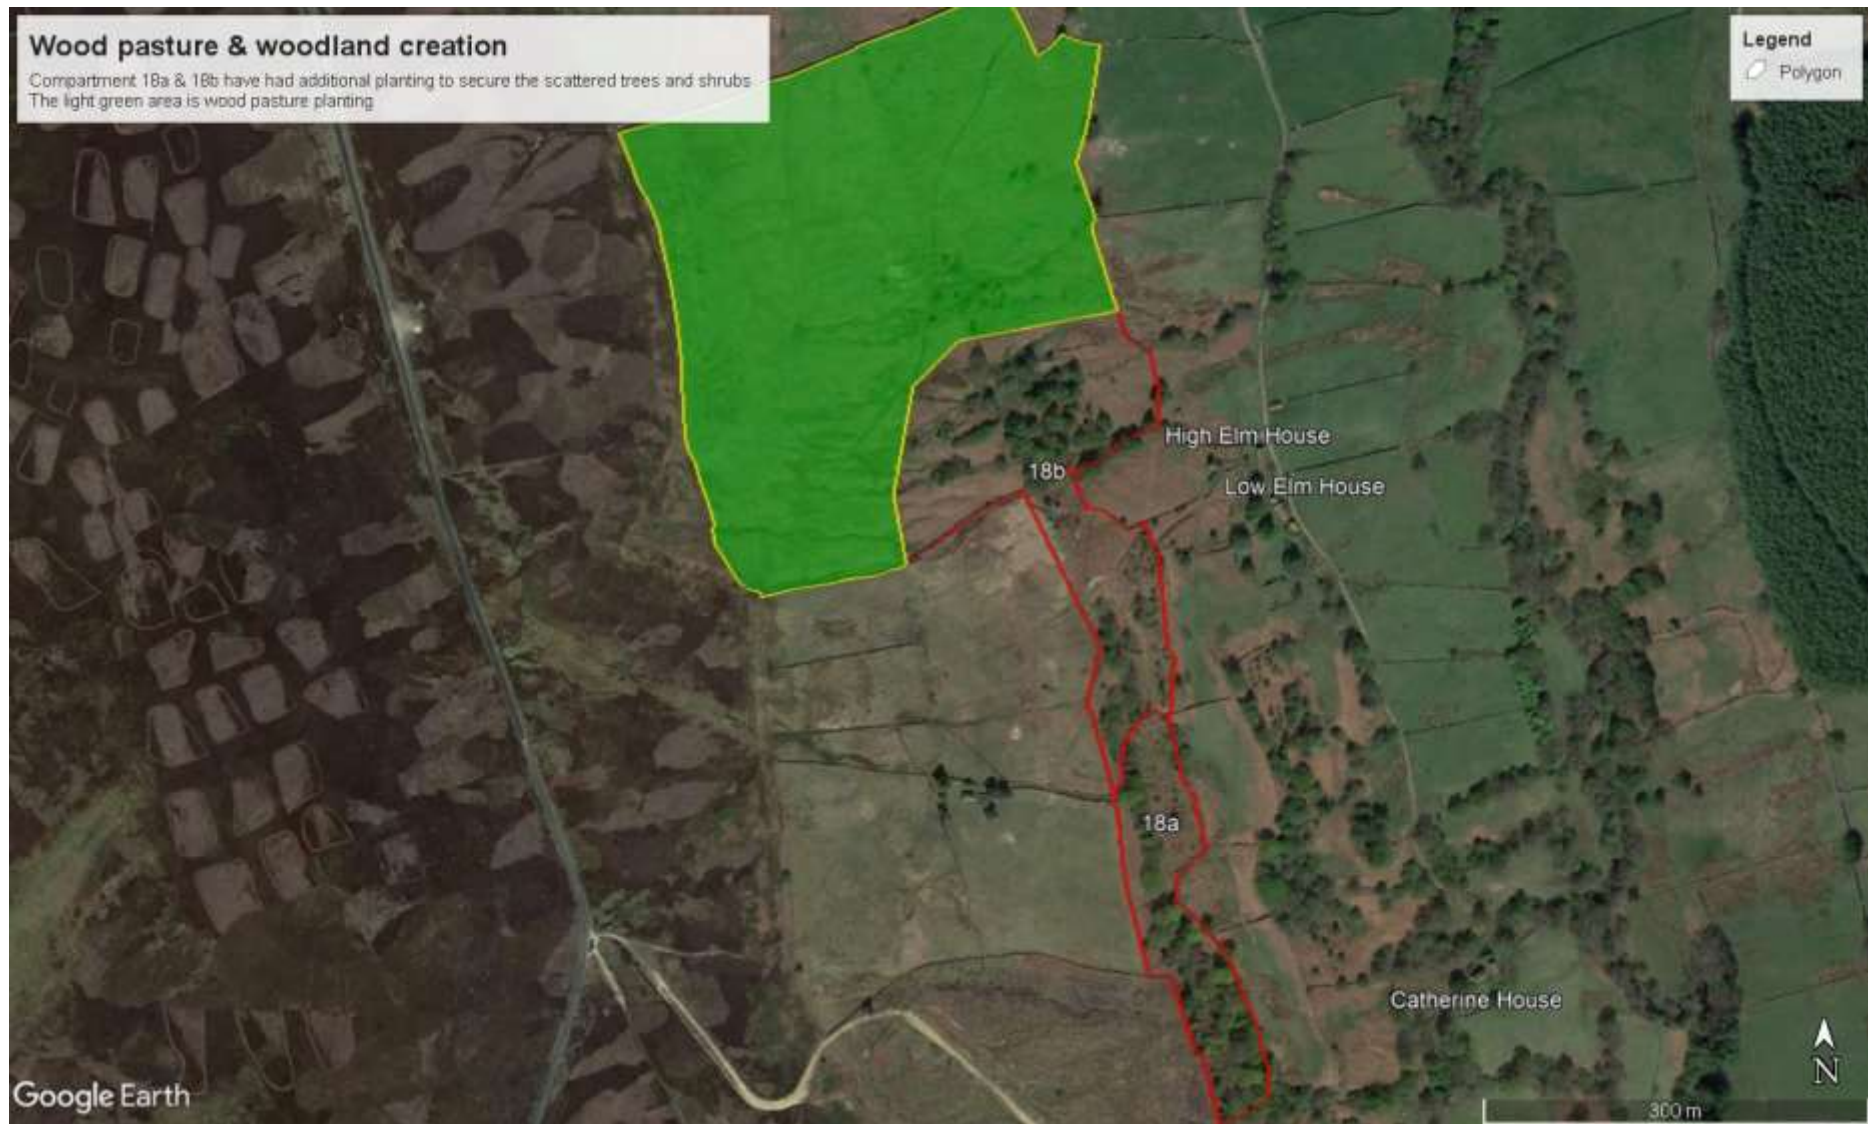 Wood pasture & woodland creation
Compartment 18a & 18b have had additional planting to secure the scattered trees and shrubs
The light green area is wood pasture planting
Legend
Polygon
High Elm House
18b
Low Elm House
18a
Catherine House
N
Google Earth
300 m